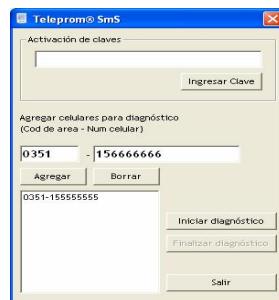 Teleprom® SmS
Activación de claves
Ingresar Clave
Agregar celulares para diagnóstico
(Cod de area - Num celular)
0351 - 156666666
Agregar Borrar
0351-155555555
Iniciar diagnóstico
Finalizar diagnóstico
Salir